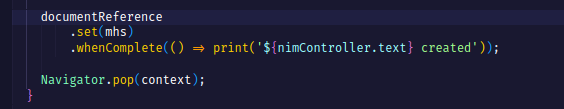 documentReference
.set(mhs)
.whenComplete(() => print('${nimController.text} created'));
Navigator.pop(context);
}